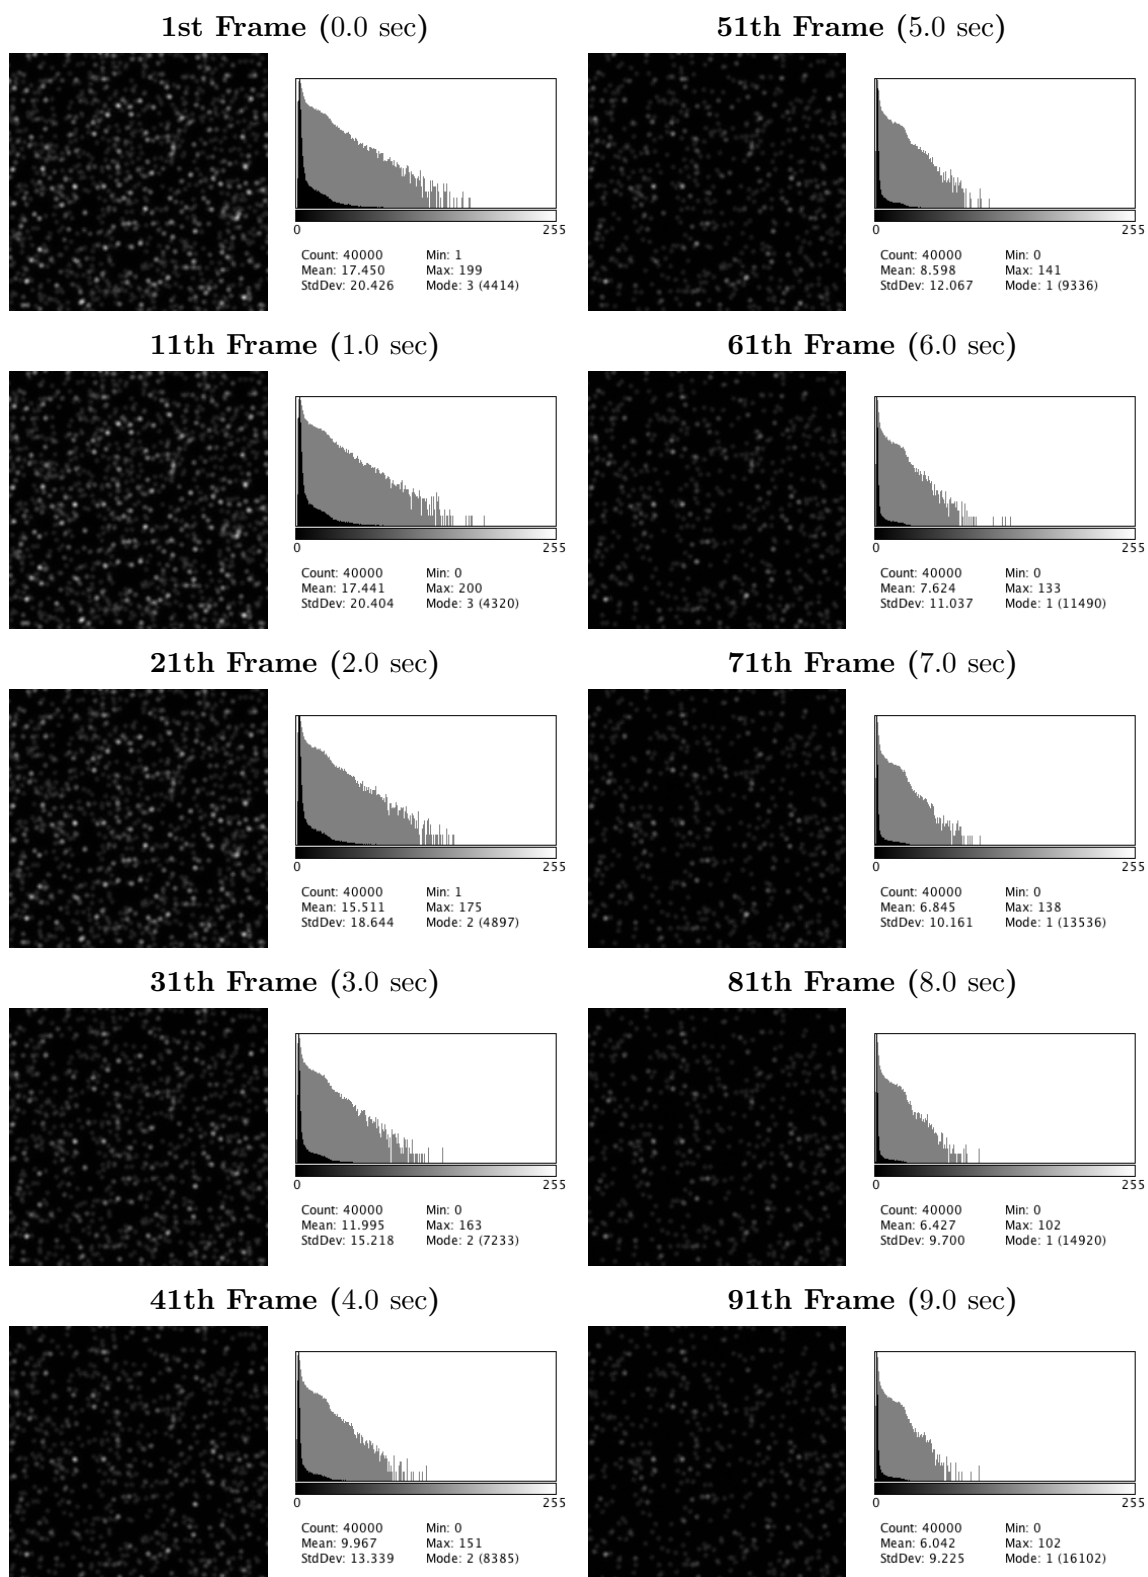 1st Frame (0.0 sec)
0 255
Count: 40000 Min: 1
Mean: 17.450 Max: 199
StdDev: 20.426 Mode: 3 (4414)
51th Frame (5.0 sec)
0 255
Count: 40000 Min: 0
Mean: 8.598 Max: 141
StdDev: 12.067 Mode: 1 (9336)
11th Frame (1.0 sec)
0 255
Count: 40000 Min: 0
Mean: 17.441 Max: 200
StdDev: 20.404 Mode: 3 (4320)
61th Frame (6.0 sec)
0 255
Count: 40000 Min: 0
Mean: 7.624 Max: 133
StdDev: 11.037 Mode: 1 (11490)
21th Frame (2.0 sec)
0 255
Count: 40000 Min: 1
Mean: 15.511 Max: 175
StdDev: 18.644 Mode: 2 (4897)
71th Frame (7.0 sec)
0 255
Count: 40000 Min: 0
Mean: 6.845 Max: 138
StdDev: 10.161 Mode: 1 (13536)
31th Frame (3.0 sec)
0 255
Count: 40000 Min: 0
Mean: 11.995 Max: 163
StdDev: 15.218 Mode: 2 (7233)
81th Frame (8.0 sec)
0 255
Count: 40000 Min: 0
Mean: 6.427 Max: 102
StdDev: 9.700 Mode: 1 (14920)
41th Frame (4.0 sec)
0 255
Count: 40000 Min: 0
Mean: 9.967 Max: 151
StdDev: 13.339 Mode: 2 (8385)
91th Frame (9.0 sec)
0 255
Count: 40000 Min: 0
Mean: 6.042 Max: 102
StdDev: 9.225 Mode: 1 (16102)